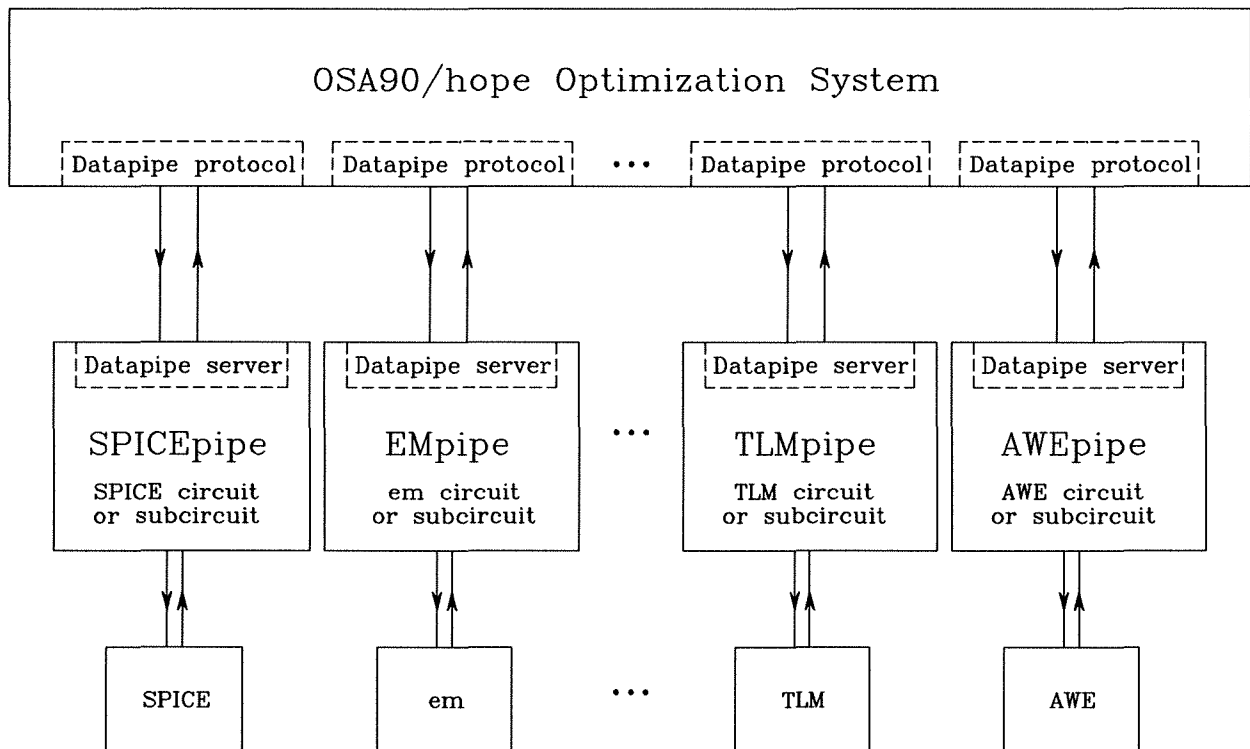 OSA90/hope Optimization System
Datapipe protocol Datapipe protocol ••• Datapipe protocol Datapipe protocol
Datapipe server Datapipe server Datapipe server Datapipe server
SPICEpipe EMpipe ••• TLMpipe AWEpipe
SPICE circuit em circuit TLM circuit AWE circuit
or subcircuit or subcircuit or subcircuit or subcircuit
SPICE em ••• TLM AWE